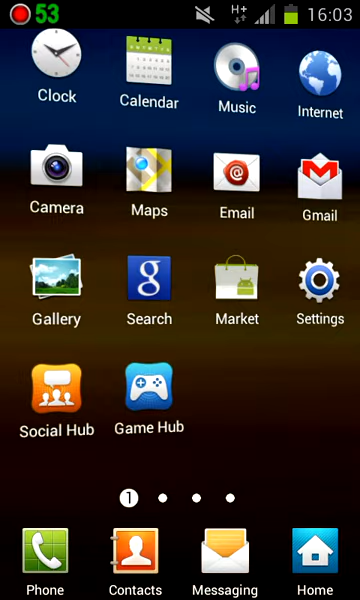 53 H+ 16:03
Clock Calendar Music Internet
Camera Maps Email Gmail
Gallery Search Market Settings
Social Hub Game Hub
1
Phone Contacts Messaging Home